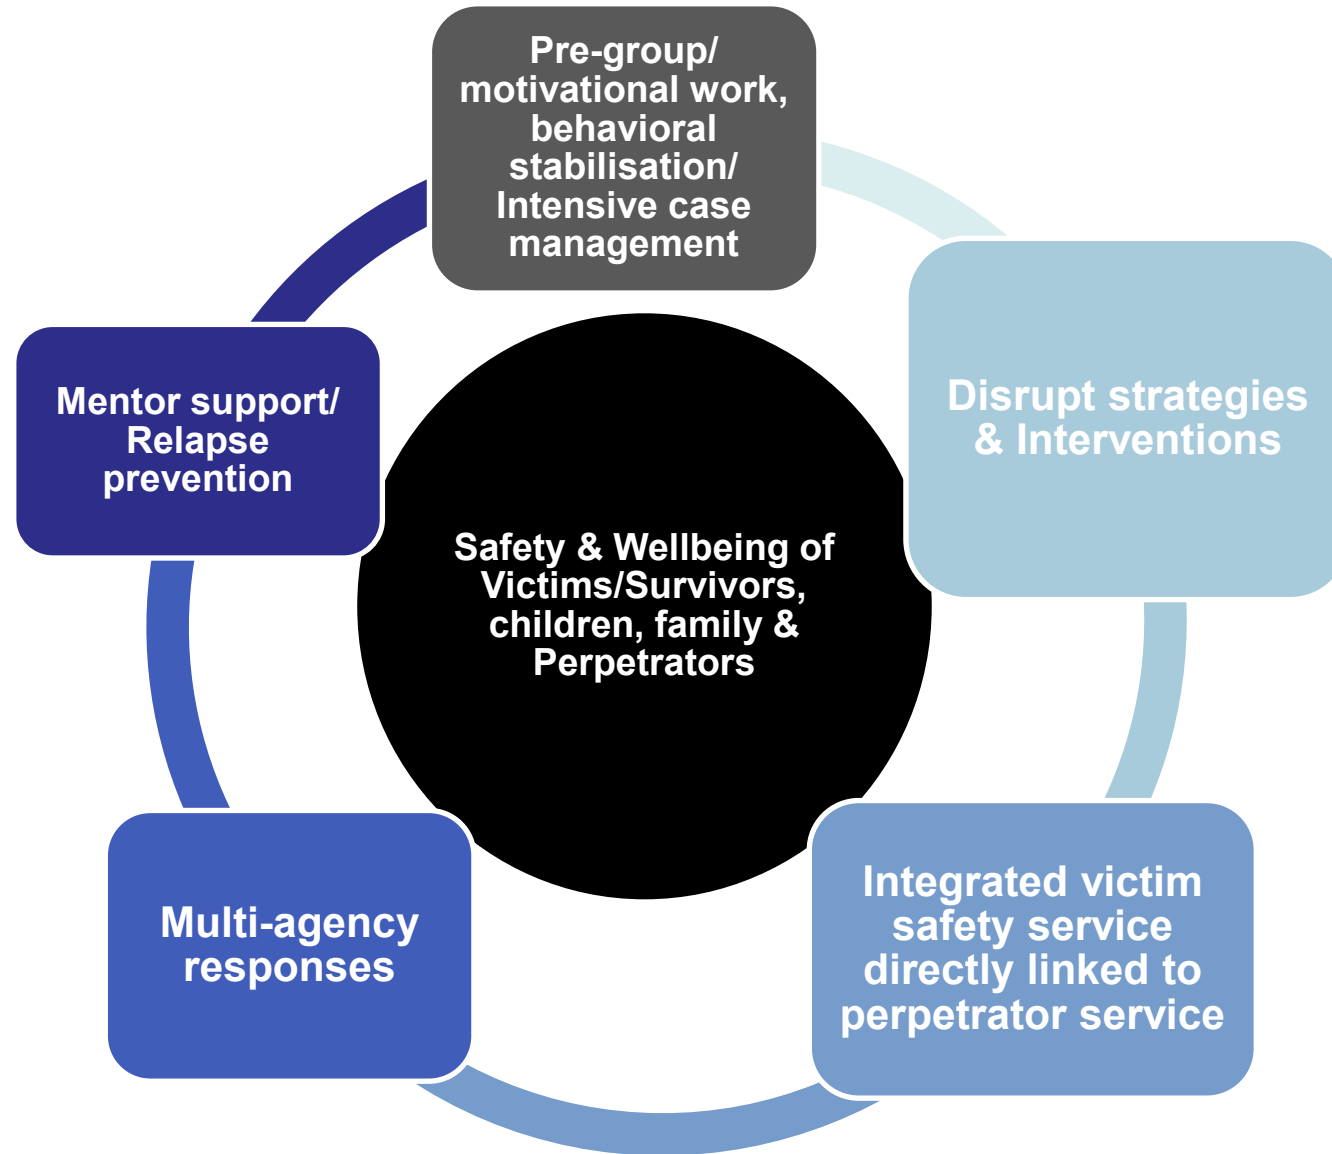 Pre-group/
motivational work,
behavioral
stabilisation/
Intensive case
management
Disrupt strategies
& Interventions
Mentor support/
Relapse
prevention
Safety & Wellbeing of
Victims/Survivors,
children, family &
Perpetrators
Integrated victim
safety service
directly linked to
perpetrator service
Multi-agency
responses